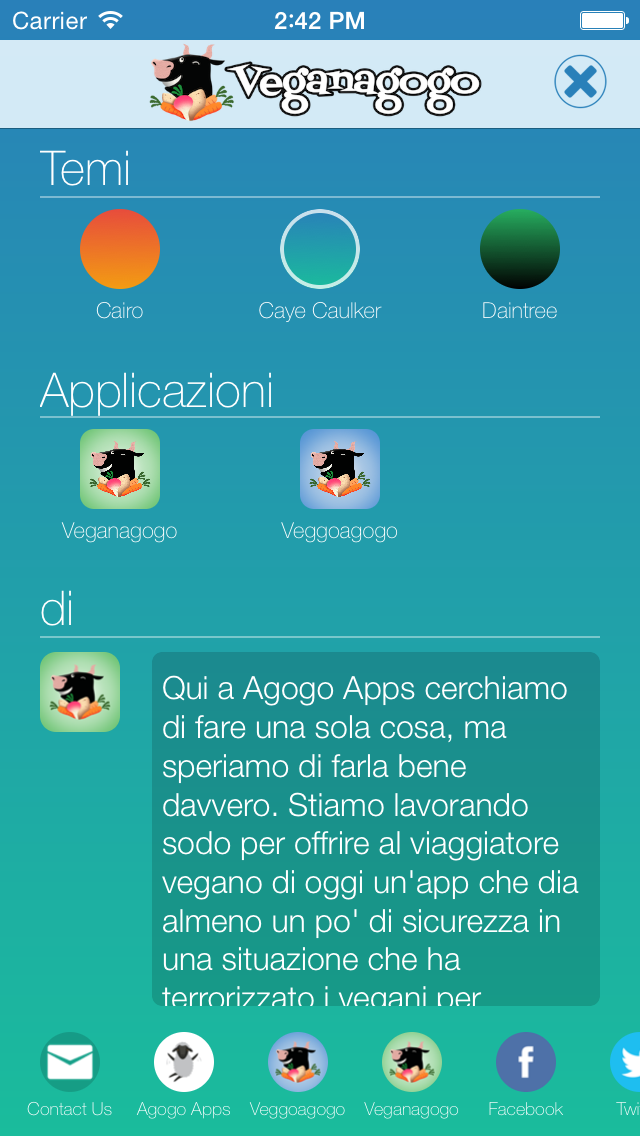 Carrier 2:42 PM
Veganagogo
Temi
Cairo Caye Caulker Daintree
Applicazioni
Veganagogo Veggoagogo
di
Qui a Agogo Apps cerchiamo
di fare una sola cosa, ma
speriamo di farla bene
davvero. Stiamo lavorando
sodo per offrire al viaggiatore
vegano di oggi un'app che dia
almeno un po' di sicurezza in
una situazione che ha
terrorizzato i vegani per
Contact Us Agogo Apps Veggoagogo Veganagogo Facebook Twi